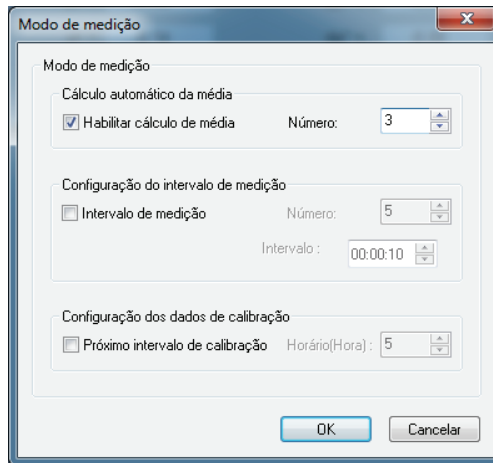 Modo de medição
Modo de medição
Cálculo automático da média
Habilitar cálculo de média Número: 3
Configuração do intervalo de medição
Intervalo de medição Número: 5
Intervalo : 00:00:10
Configuração dos dados de calibração
Próximo intervalo de calibração Horário(Hora) : 5
OK Cancelar